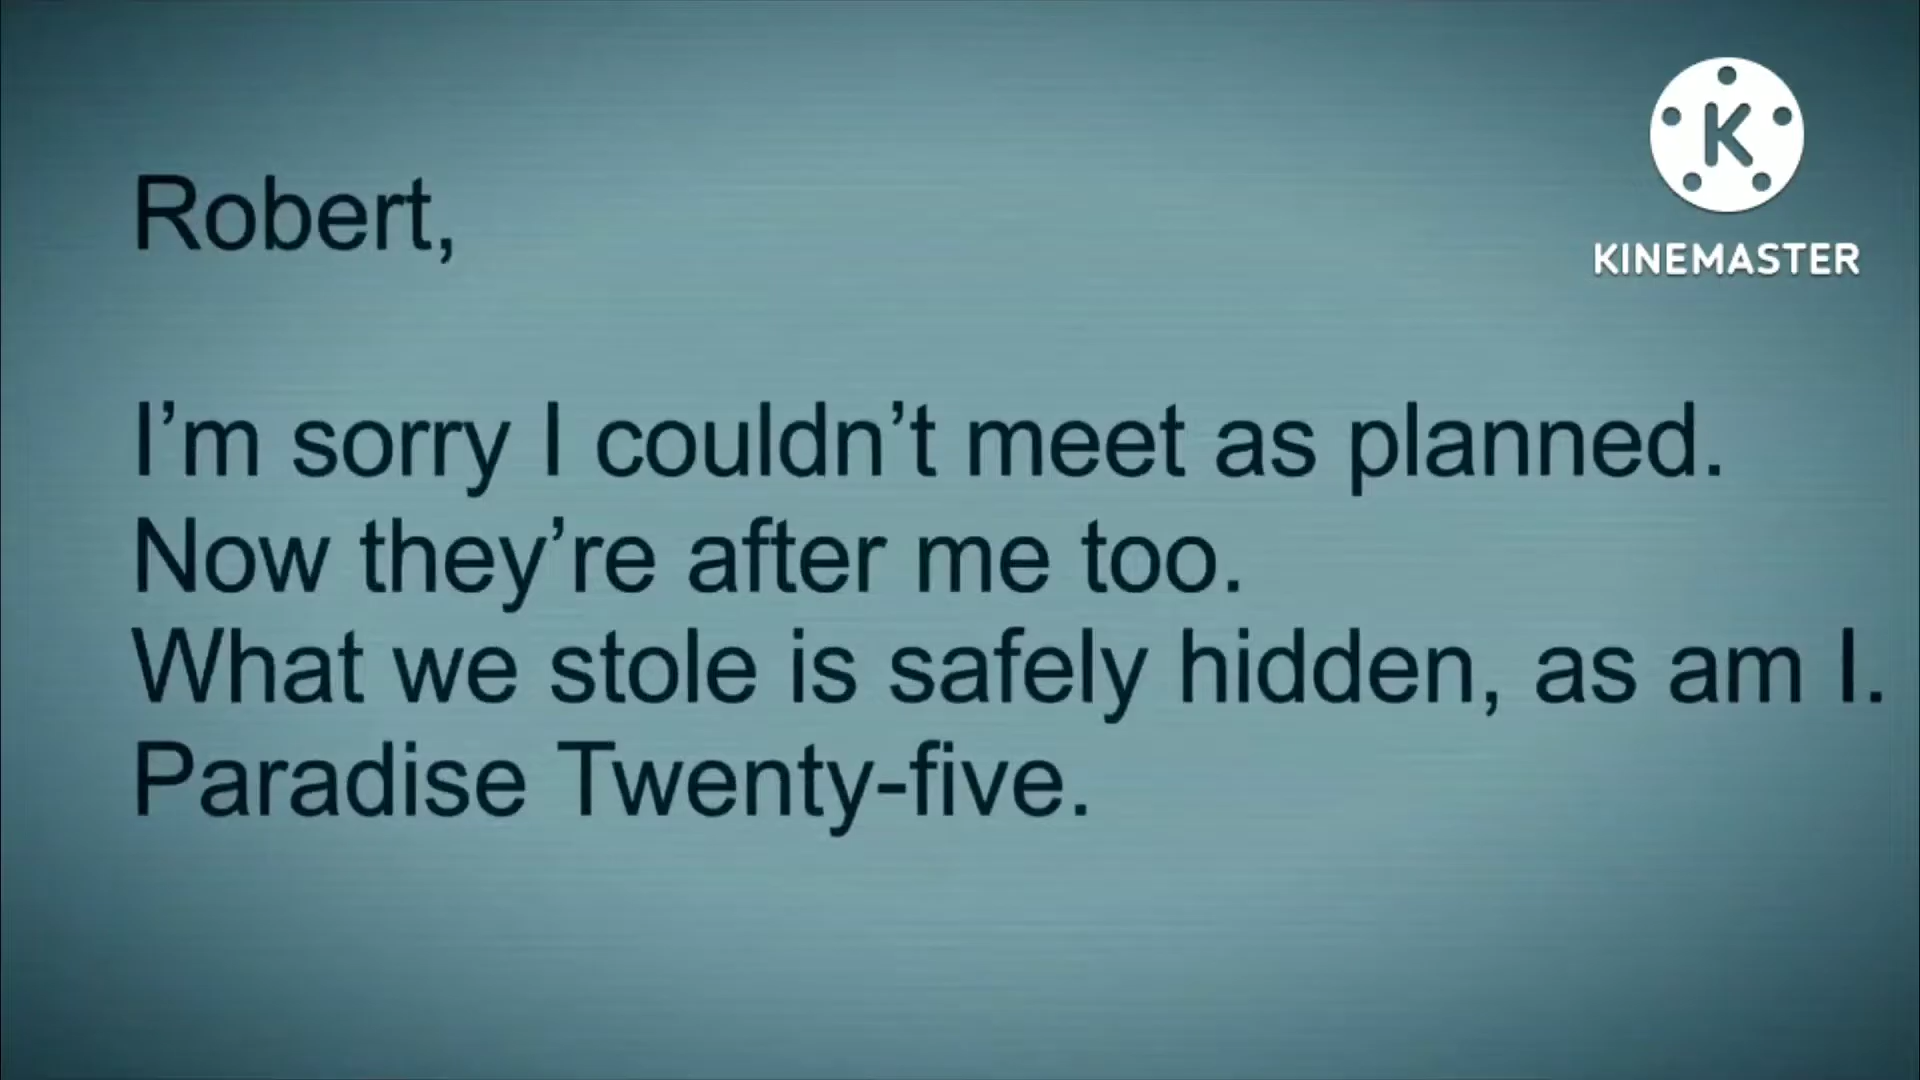 K
KINEMASTER
Robert,
I’m sorry I couldn’t meet as planned.
Now they’re after me too.
What we stole is safely hidden, as am I.
Paradise Twenty-five.